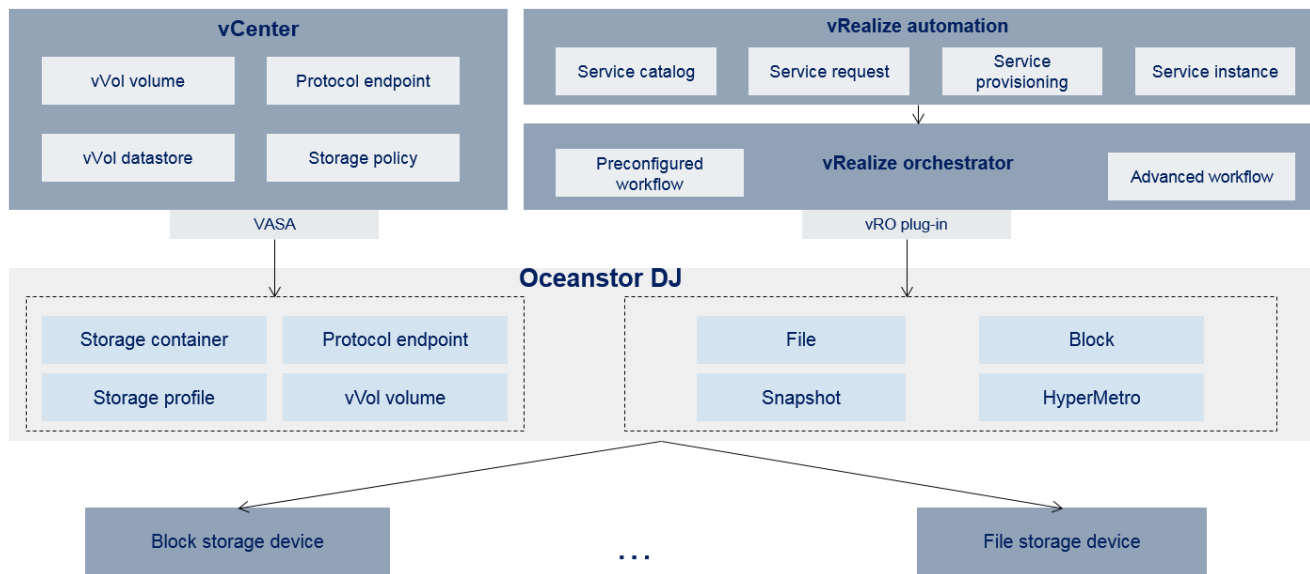 vCenter
vVol volume
Protocol endpoint
vVol datastore
Storage policy
VASA
vRealize automation
Service catalog
Service request
Service
provisioning
Service instance
vRealize orchestrator
Preconfigured
workflow
Advanced workflow
vRO plug-in
Oceanstor DJ
Storage container
Protocol endpoint
Storage profile
vVol volume
File
Block
Snapshot
HyperMetro
Block storage device
...
File storage device